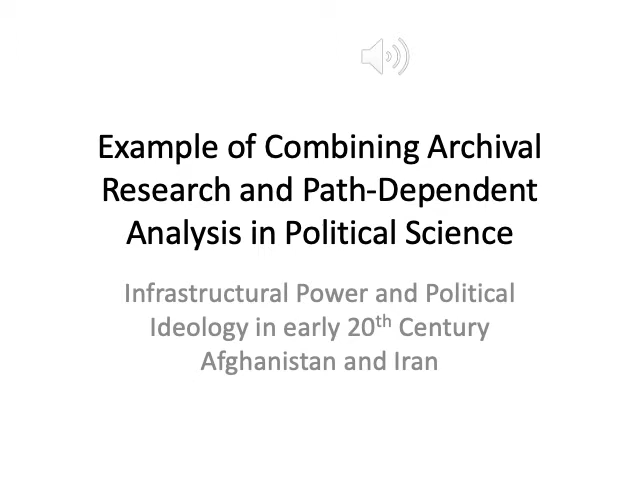 Example of Combining Archival
Research and Path-Dependent
Analysis in Political Science
Infrastructural Power and Political
Ideology in early 20th Century
Afghanistan and Iran